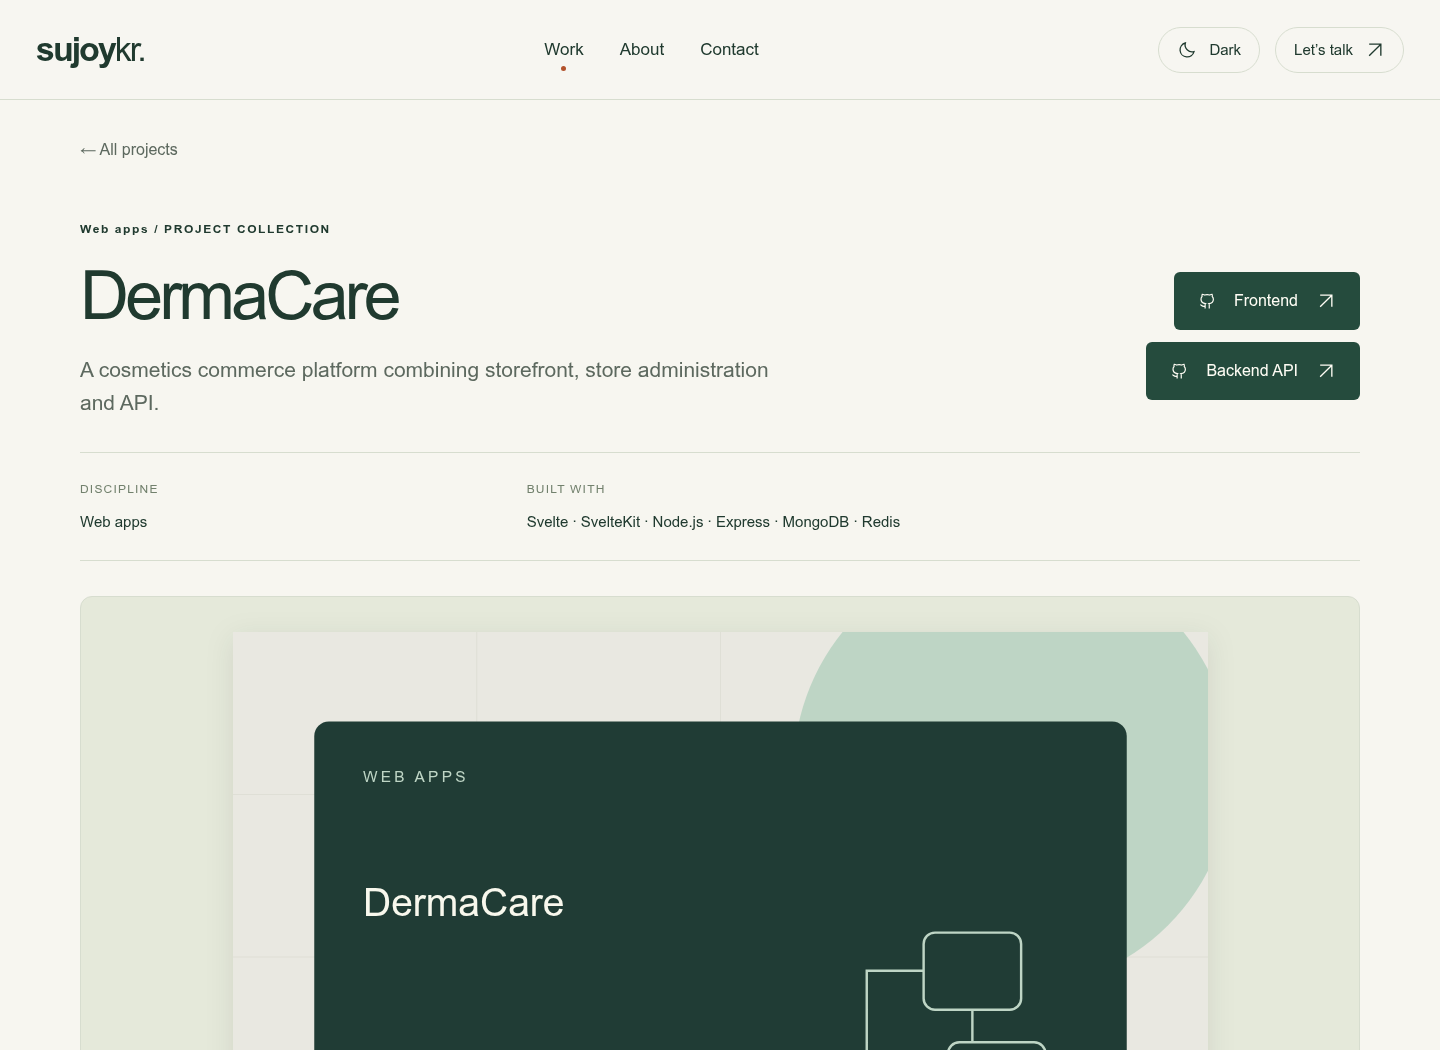 sujoykr.
Work
About
Contact
Dark
Let's talk
← All projects
Web apps / PROJECT COLLECTION
DermaCare
A cosmetics commerce platform combining storefront, store administration
and API.
Frontend
Backend API
DISCIPLINE
Web apps
BUILT WITH
Svelte · SvelteKit · Node.js · Express · MongoDB · Redis
WEB APPS
DermaCare